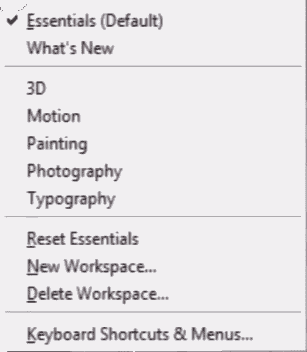 Essentials (Default)
What's New
3D
Motion
Painting
Photography
Typography
Reset Essentials
New Workspace...
Delete Workspace...
Keyboard Shortcuts & Menus...